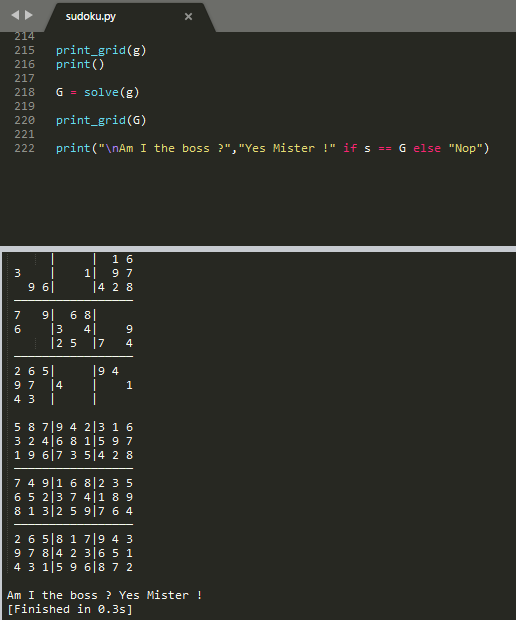 sudoku.py ×
214
215 print_grid(g)
216 print()
217
218 G = solve(g)
219
220 print_grid(G)
221
222 print("\nAm I the boss ?","Yes Mister !" if s == G else "Nop")
     |     |  1 6
3    |    1|  9 7
  9 6|     |4 2 8
─────────────────
7   9|  6 8|
6    |3   4|    9
     |2 5  |7   4
─────────────────
2 6 5|     |9 4
9 7  |4    |    1
4 3  |     |
5 8 7|9 4 2|3 1 6
3 2 4|6 8 1|5 9 7
1 9 6|7 3 5|4 2 8
─────────────────
7 4 9|1 6 8|2 3 5
6 5 2|3 7 4|1 8 9
8 1 3|2 5 9|7 6 4
─────────────────
2 6 5|8 1 7|9 4 3
9 7 8|4 2 3|6 5 1
4 3 1|5 9 6|8 7 2
Am I the boss ? Yes Mister !
[Finished in 0.3s]